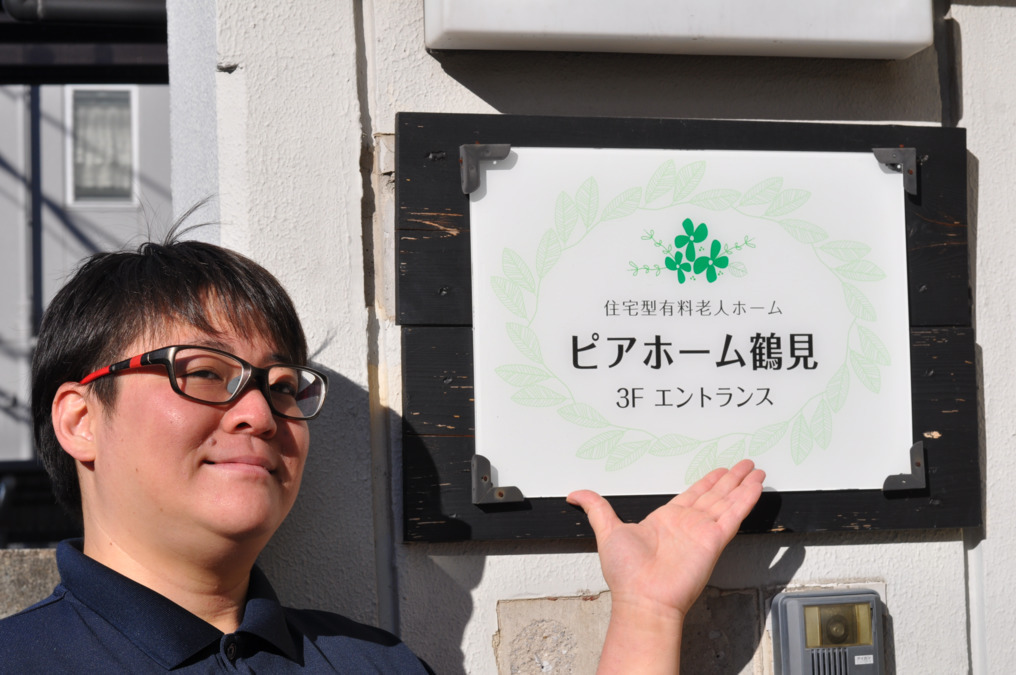 住宅型有料老人ホーム
ピアホーム鶴見
3F エントランス